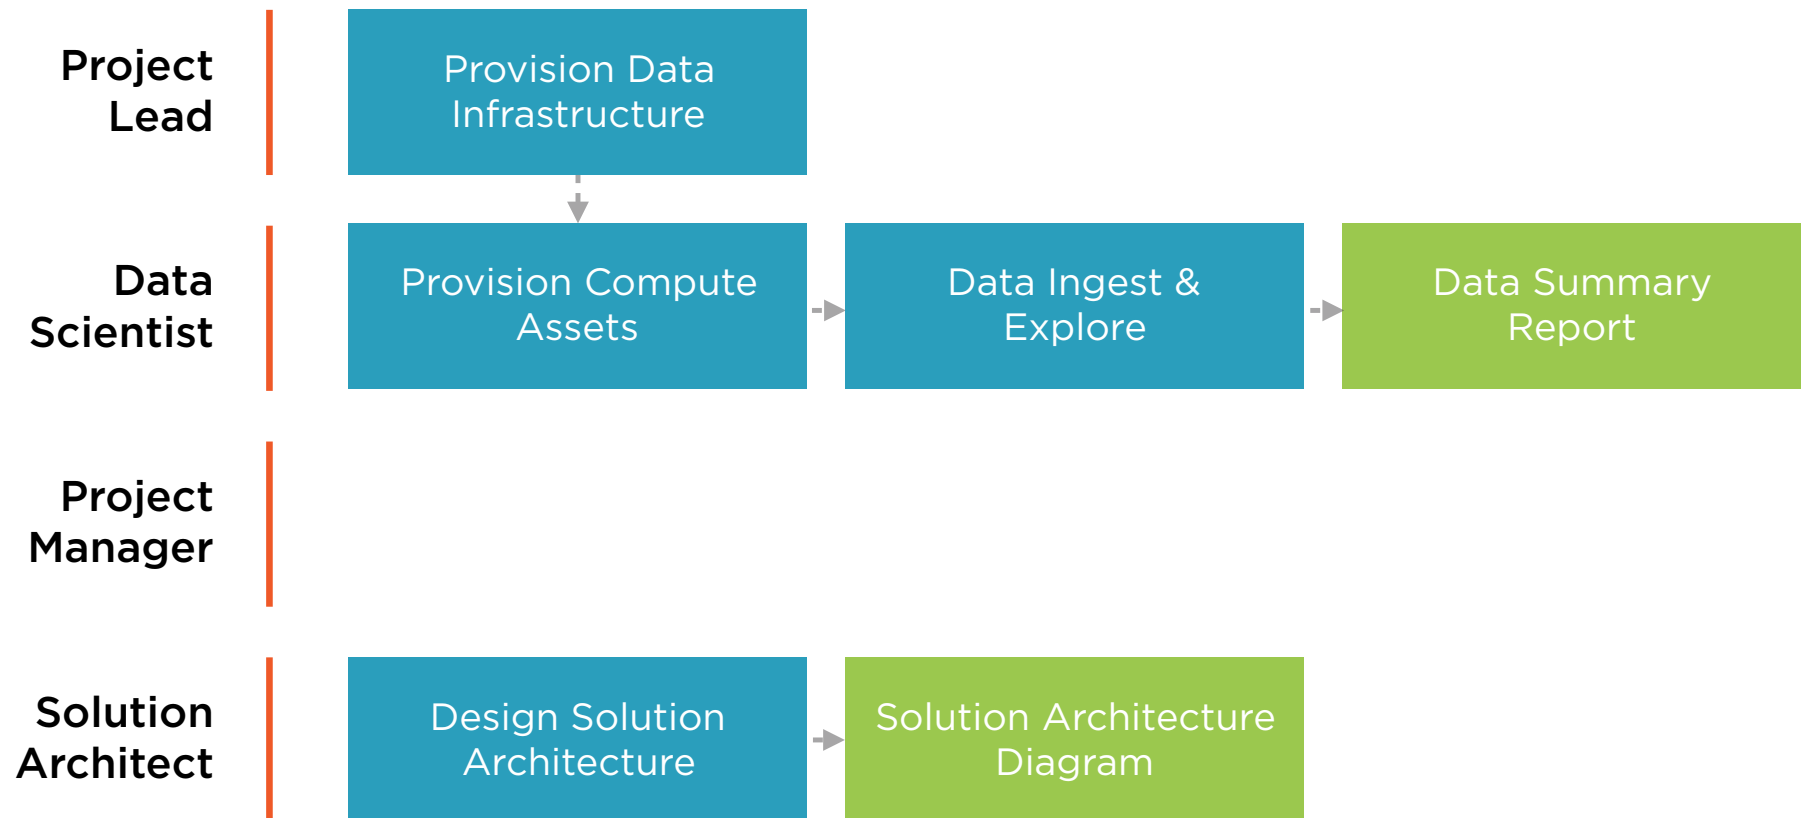 Project
Lead
Provision Data
Infrastructure
Data
Scientist
Provision Compute
Assets
Data Ingest &
Explore
Data Summary
Report
Project
Manager
Solution
Architect
Design Solution
Architecture
Solution Architecture
Diagram